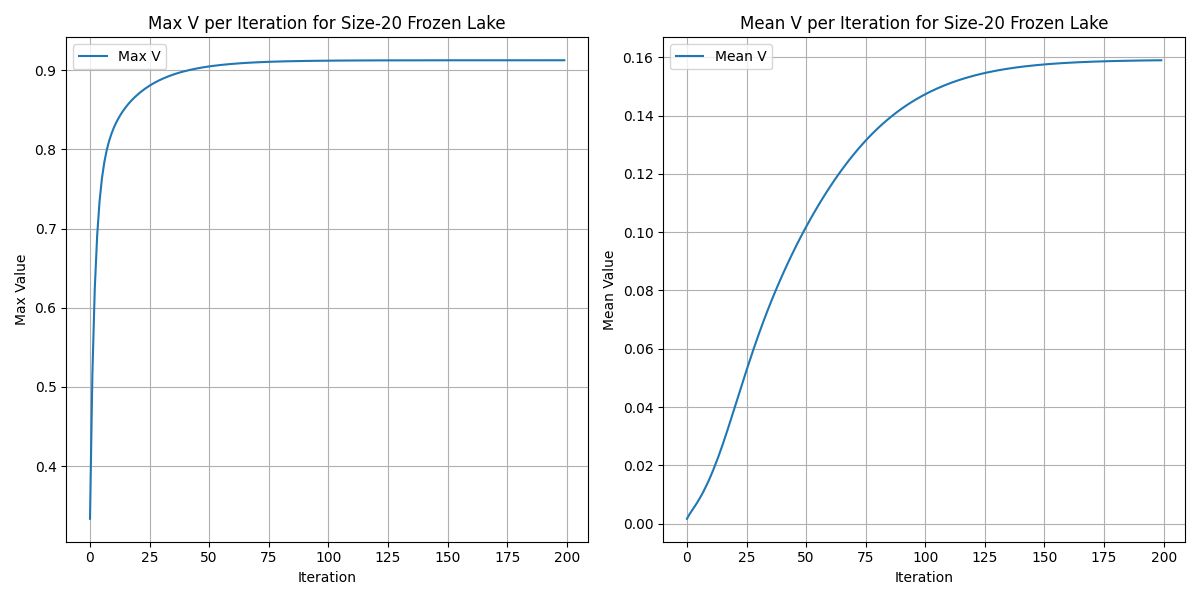 Max V per Iteration for Size-20 Frozen Lake
Max V
0.9
0.8
0.7
0.6
0.5
0.4
Max Value
0 25 50 75 100 125 150 175 200
Iteration
Mean V per Iteration for Size-20 Frozen Lake
Mean V
0.16
0.14
0.12
0.10
0.08
0.06
0.04
0.02
0.00
Mean Value
0 25 50 75 100 125 150 175 200
Iteration